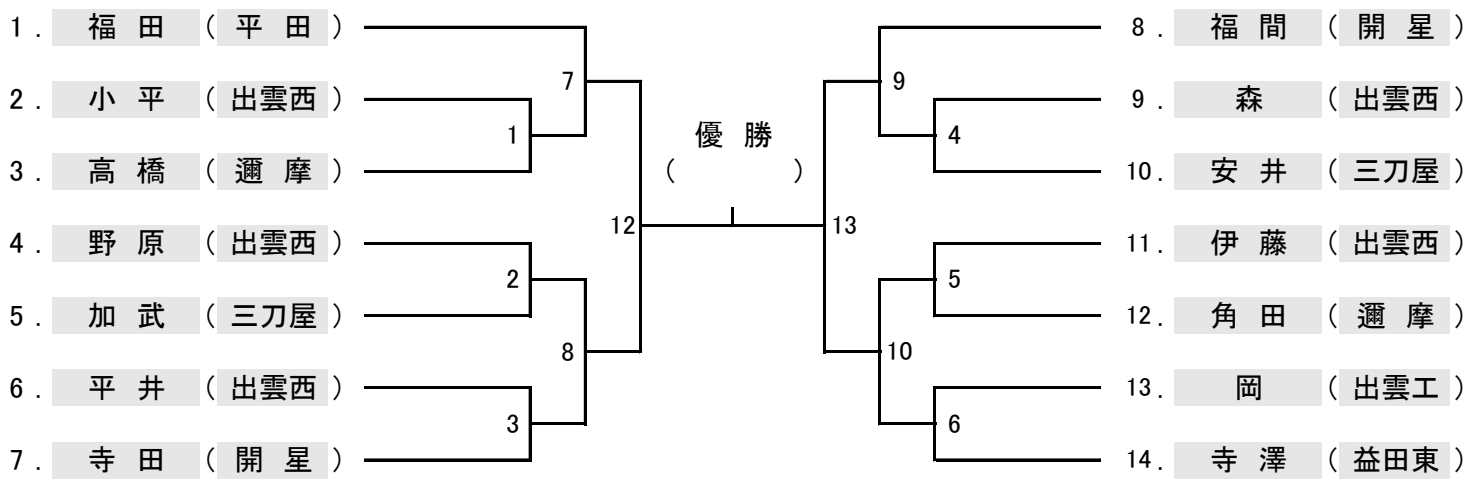 1. 福田 (平田)
2. 小平 (出雲西)
3. 高橋 (邇摩)
4. 野原 (出雲西)
5. 加武 (三刀屋)
6. 平井 (出雲西)
7. 寺田 (開星)
7
1
12
2
8
3
優勝
( )
9
4
13
5
10
6
8. 福間 (開星)
9. 森 (出雲西)
10. 安井 (三刀屋)
11. 伊藤 (出雲西)
12. 角田 (邇摩)
13. 岡 (出雲工)
14. 寺澤 (益田東)